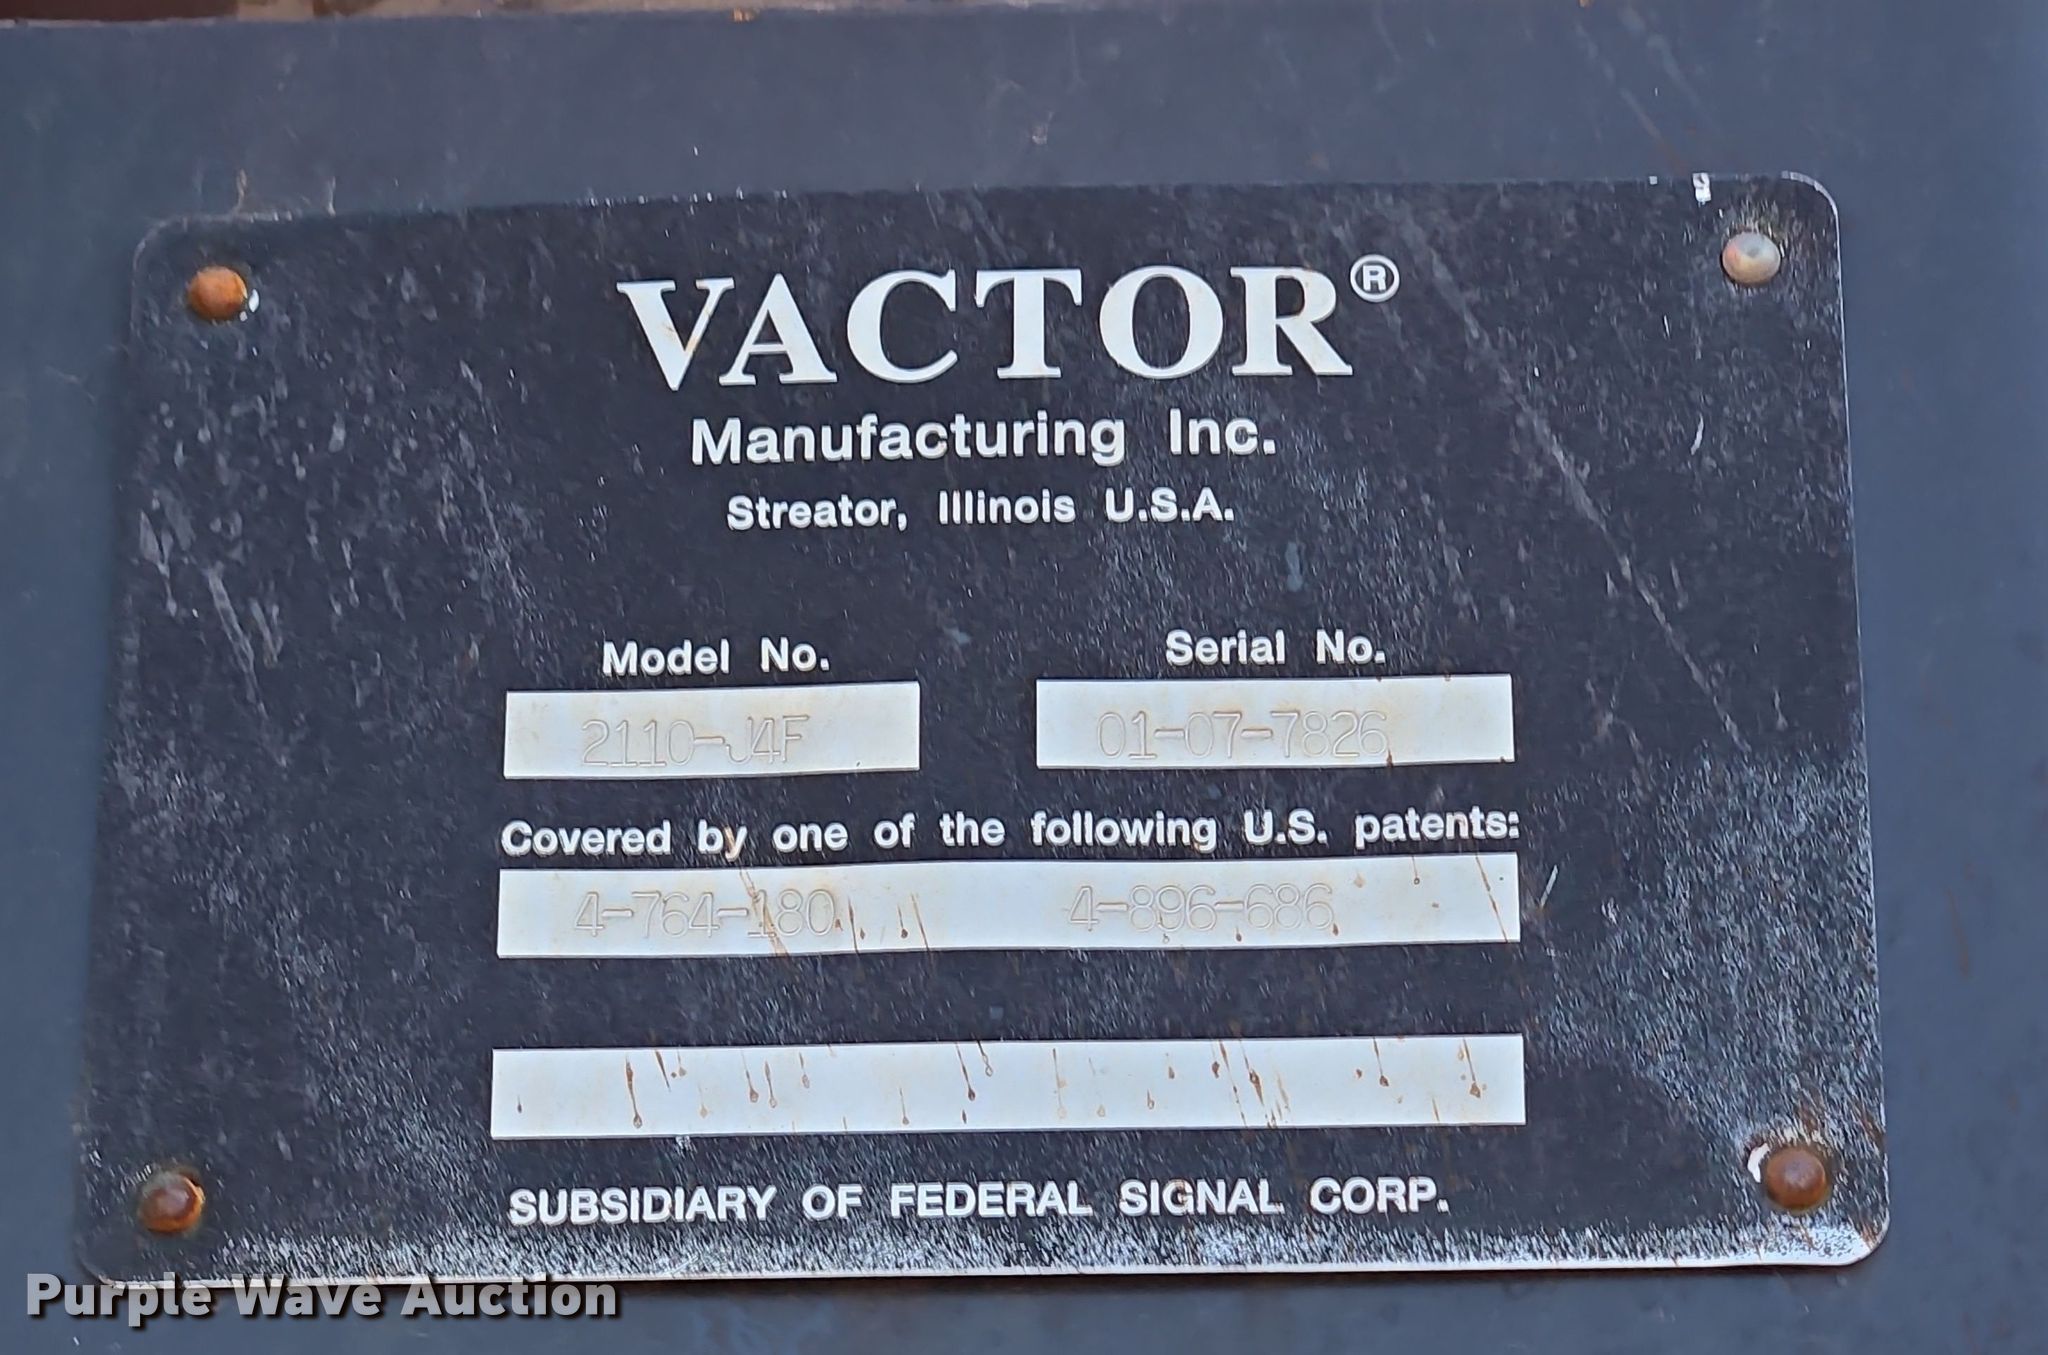 VACTOR®
Manufacturing Inc.
Streator, Illinois U.S.A.
Model No. Serial No.
2110-J4F 01-07-7826
Covered by one of the following U.S. patents:
4-764-180 4-896-686
SUBSIDIARY OF FEDERAL SIGNAL CORP.
Purple Wave Auction